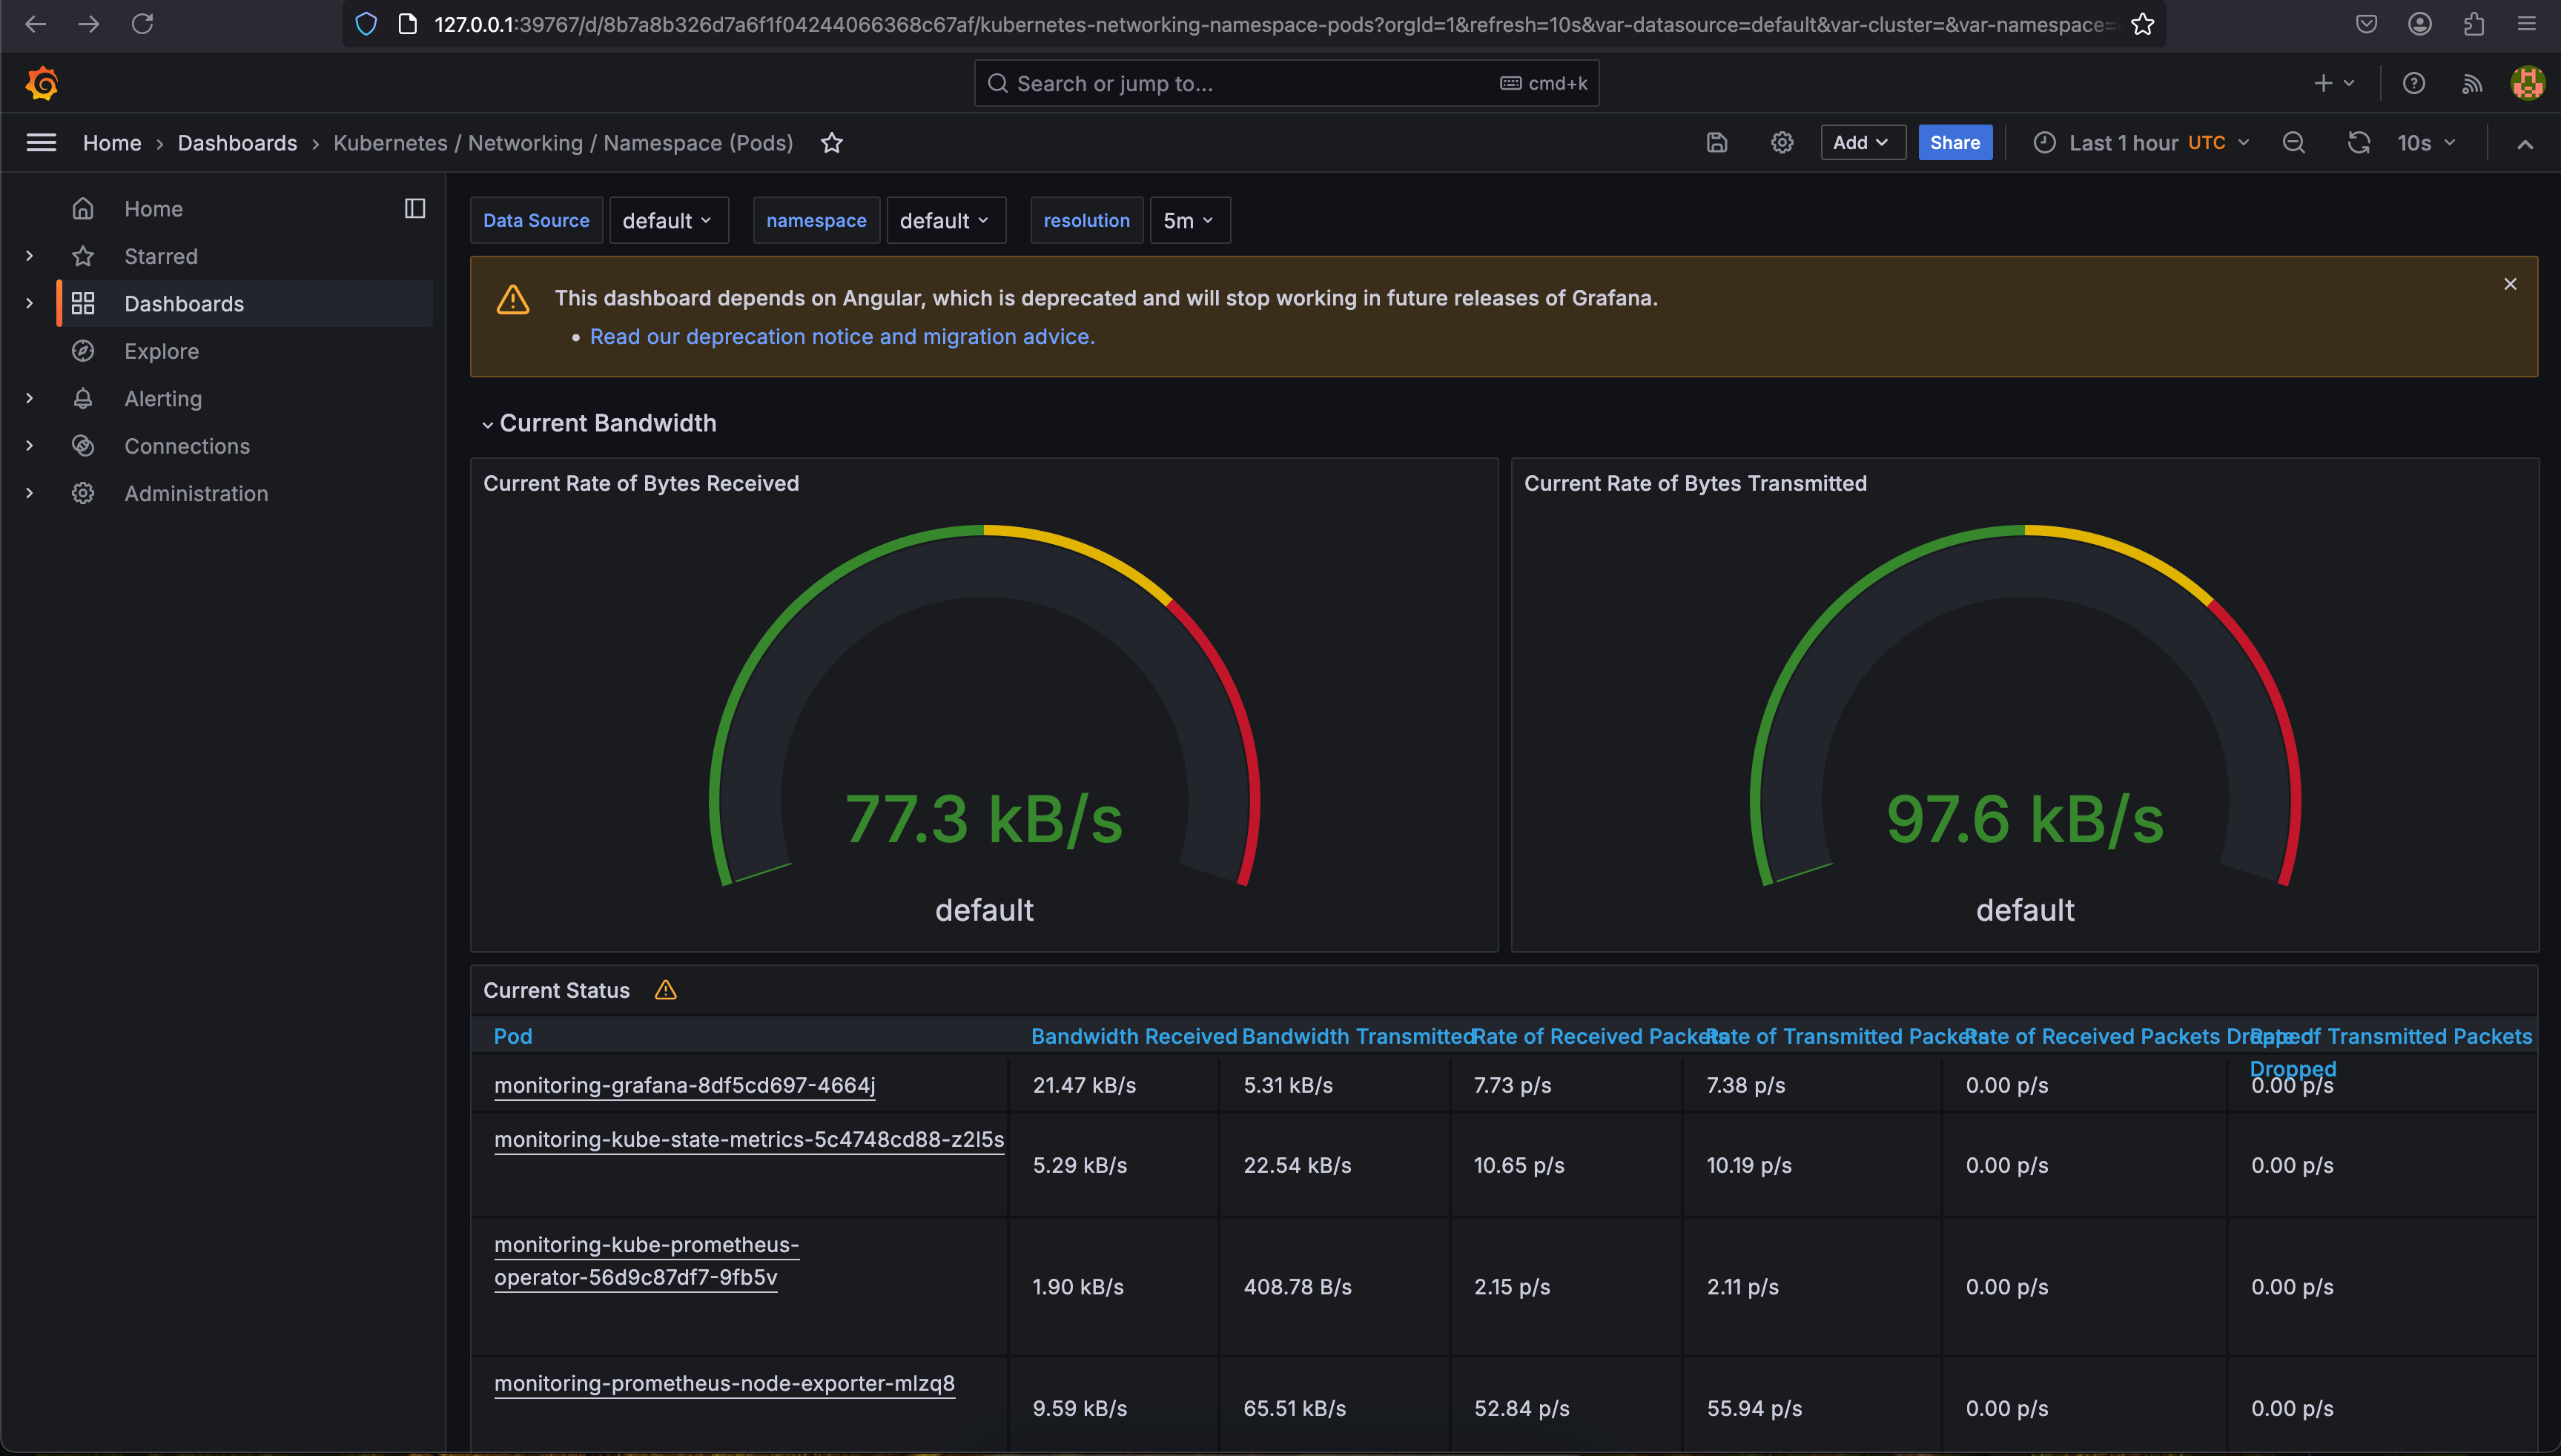 127.0.0.1:39767/d/8b7a8b326d7a6f1f04244066368c67af/kubernetes-networking-namespace-pods?orgId=1&refresh=10s&var-datasource=default&var-cluster=&var-namespace=
Search or jump to... cmd+k
Home › Dashboards › Kubernetes / Networking / Namespace (Pods) Add Share Last 1 hour UTC 10s
Home
Starred
Dashboards
Explore
Alerting
Connections
Administration
Data Source default namespace default resolution 5m
This dashboard depends on Angular, which is deprecated and will stop working in future releases of Grafana.
• Read our deprecation notice and migration advice.
Current Bandwidth
Current Rate of Bytes Received
77.3 kB/s
default
Current Rate of Bytes Transmitted
97.6 kB/s
default
Current Status
Pod Bandwidth Received Bandwidth Transmitted Rate of Received Packets Rate of Transmitted Packets Rate of Received Packets Dropped Rate of Transmitted Packets Dropped
monitoring-grafana-8df5cd697-4664j 21.47 kB/s 5.31 kB/s 7.73 p/s 7.38 p/s 0.00 p/s 0.00 p/s
monitoring-kube-state-metrics-5c4748cd88-z2l5s 5.29 kB/s 22.54 kB/s 10.65 p/s 10.19 p/s 0.00 p/s 0.00 p/s
monitoring-kube-prometheus-
operator-56d9c87df7-9fb5v 1.90 kB/s 408.78 B/s 2.15 p/s 2.11 p/s 0.00 p/s 0.00 p/s
monitoring-prometheus-node-exporter-mlzq8 9.59 kB/s 65.51 kB/s 52.84 p/s 55.94 p/s 0.00 p/s 0.00 p/s